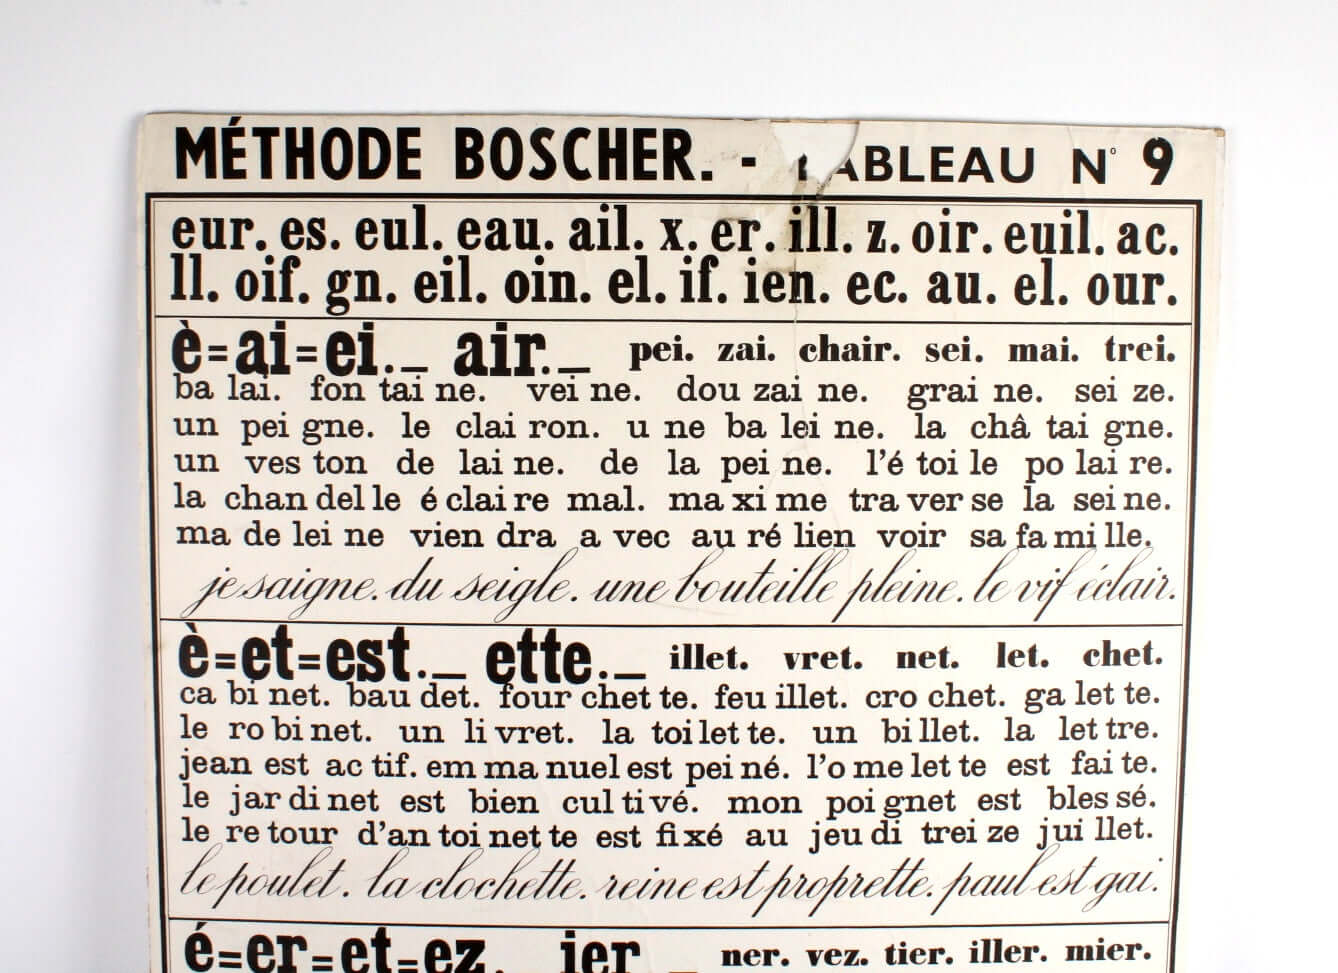 MÉTHODE BOSCHER. - TABLEAU N° 9
eur. es. eul. eau. ail. x. er. ill. z. oir. euil. ac.
ll. oif. gn. eil. oin. el. if. ien. ec. au. el. our.
è=ai=ei._ air._ pei. zai. chair. sei. mai. trei.
ba lai. fon tai ne. vei ne. dou zai ne. grai ne. sei ze.
un pei gne. le clai ron. u ne ba lei ne. la châ tai gne.
un ves ton de lai ne. de la pei ne. l'é toi le po lai re.
la chan del le é clai re mal. ma xi me tra ver se la sei ne.
ma de lei ne vien dra a vec au ré lien voir sa fa mi lle.
je saigne. du seigle. une bouteille pleine. le vif éclair.
è=et=est._ ette._ illet. vret. net. let. chet.
ca bi net. bau det. four chet te. feu illet. cro chet. ga let te.
le ro bi net. un li vret. la toi let te. un bi llet. la let tre.
jean est ac tif. em ma nuel est pei né. l'o me let te est fai te.
le jar di net est bien cul ti vé. mon poi gnet est bles sé.
le re tour d'an toi net te est fi xé au jeu di trei ze jui llet.
le poulet. la clochette. reine est proprette. paul est gai.
é=er=et=ez. ier _ ner. vez. tier. iller. mier.